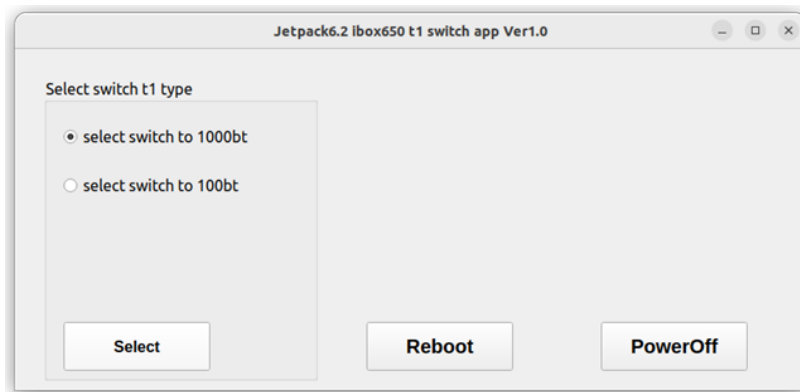 Jetpack6.2 ibox650 t1 switch app Ver1.0
Select switch t1 type
select switch to 1000bt
select switch to 100bt
Select
Reboot
PowerOff